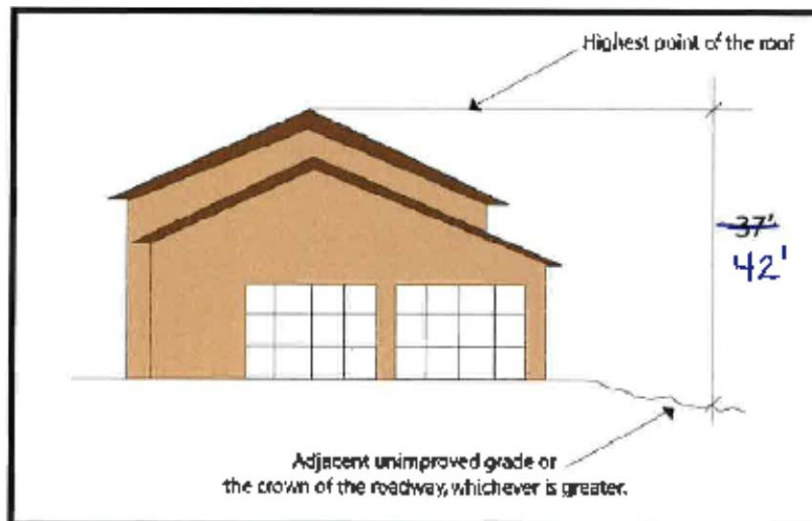 Highest point of the roof
37'
42'
Adjacent unimproved grade or
the crown of the roadway, whichever is greater.